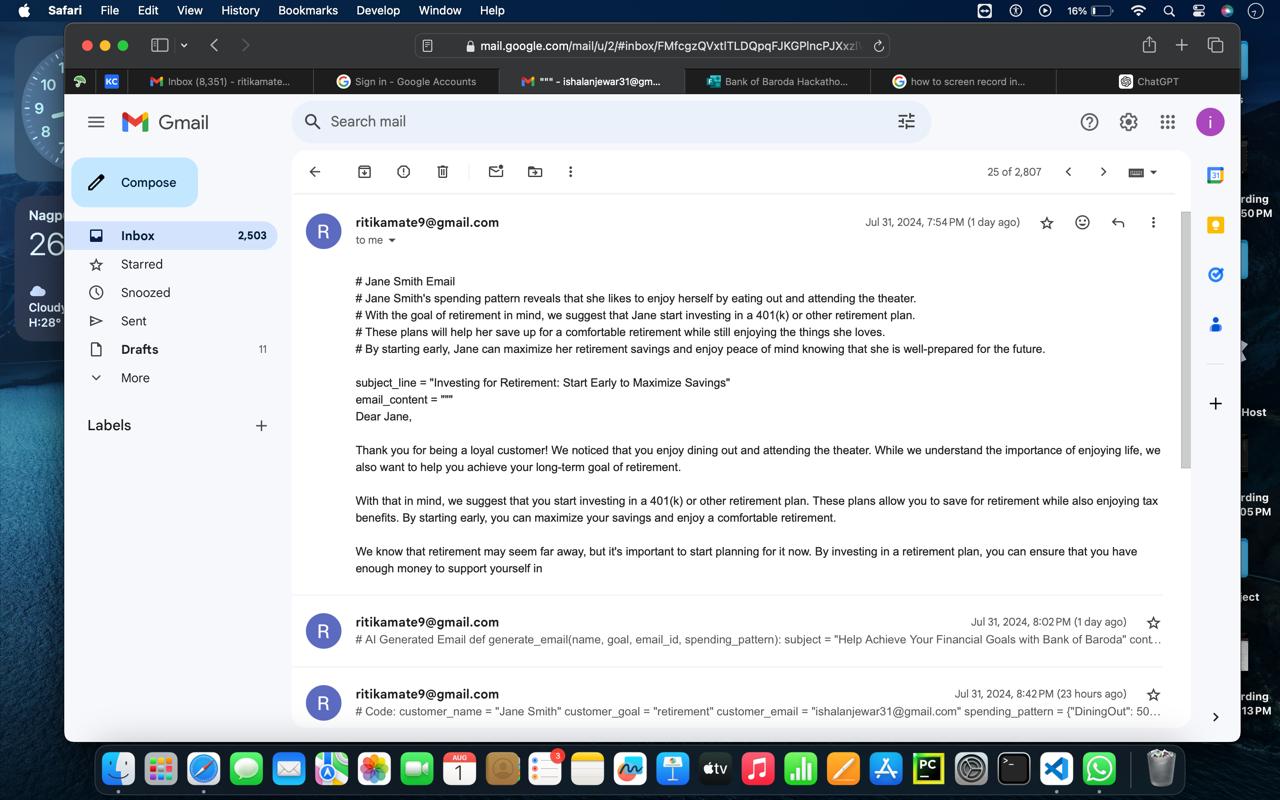 Safari File Edit View History Bookmarks Develop Window Help 16%
mail.google.com/mail/u/2/#inbox/FMfcgzQVxtlTLDQpqFJKGPlncPJXxzl
KC Inbox (8,351) - ritikamate... Sign in - Google Accounts """ - ishalanjewar31@gm... Bank of Baroda Hackatho... how to screen record in... ChatGPT
10
9
8
7
Nagp
26
Cloudy
H:28°
Gmail
Search mail
i
Compose
25 of 2,807
31
Inbox 2,503
Starred
Snoozed
Sent
Drafts 11
More
Labels
R
ritikamate9@gmail.com Jul 31, 2024, 7:54 PM (1 day ago)
to me
# Jane Smith Email
# Jane Smith's spending pattern reveals that she likes to enjoy herself by eating out and attending the theater.
# With the goal of retirement in mind, we suggest that Jane start investing in a 401(k) or other retirement plan.
# These plans will help her save up for a comfortable retirement while still enjoying the things she loves.
# By starting early, Jane can maximize her retirement savings and enjoy peace of mind knowing that she is well-prepared for the future.
subject_line = "Investing for Retirement: Start Early to Maximize Savings"
email_content = """
Dear Jane,
Thank you for being a loyal customer! We noticed that you enjoy dining out and attending the theater. While we understand the importance of enjoying life, we
also want to help you achieve your long-term goal of retirement.
With that in mind, we suggest that you start investing in a 401(k) or other retirement plan. These plans allow you to save for retirement while also enjoying tax
benefits. By starting early, you can maximize your savings and enjoy a comfortable retirement.
We know that retirement may seem far away, but it's important to start planning for it now. By investing in a retirement plan, you can ensure that you have
enough money to support yourself in
R
ritikamate9@gmail.com Jul 31, 2024, 8:02 PM (1 day ago)
# AI Generated Email def generate_email(name, goal, email_id, spending_pattern): subject = "Help Achieve Your Financial Goals with Bank of Baroda" cont...
R
ritikamate9@gmail.com Jul 31, 2024, 8:42 PM (23 hours ago)
# Code: customer_name = "Jane Smith" customer_goal = "retirement" customer_email = "ishalanjewar31@gmail.com" spending_pattern = {"DiningOut": 50...
rding
50 PM
Host
rding
05 PM
ject
rding
13 PM
AUG
1
3
tv
PC